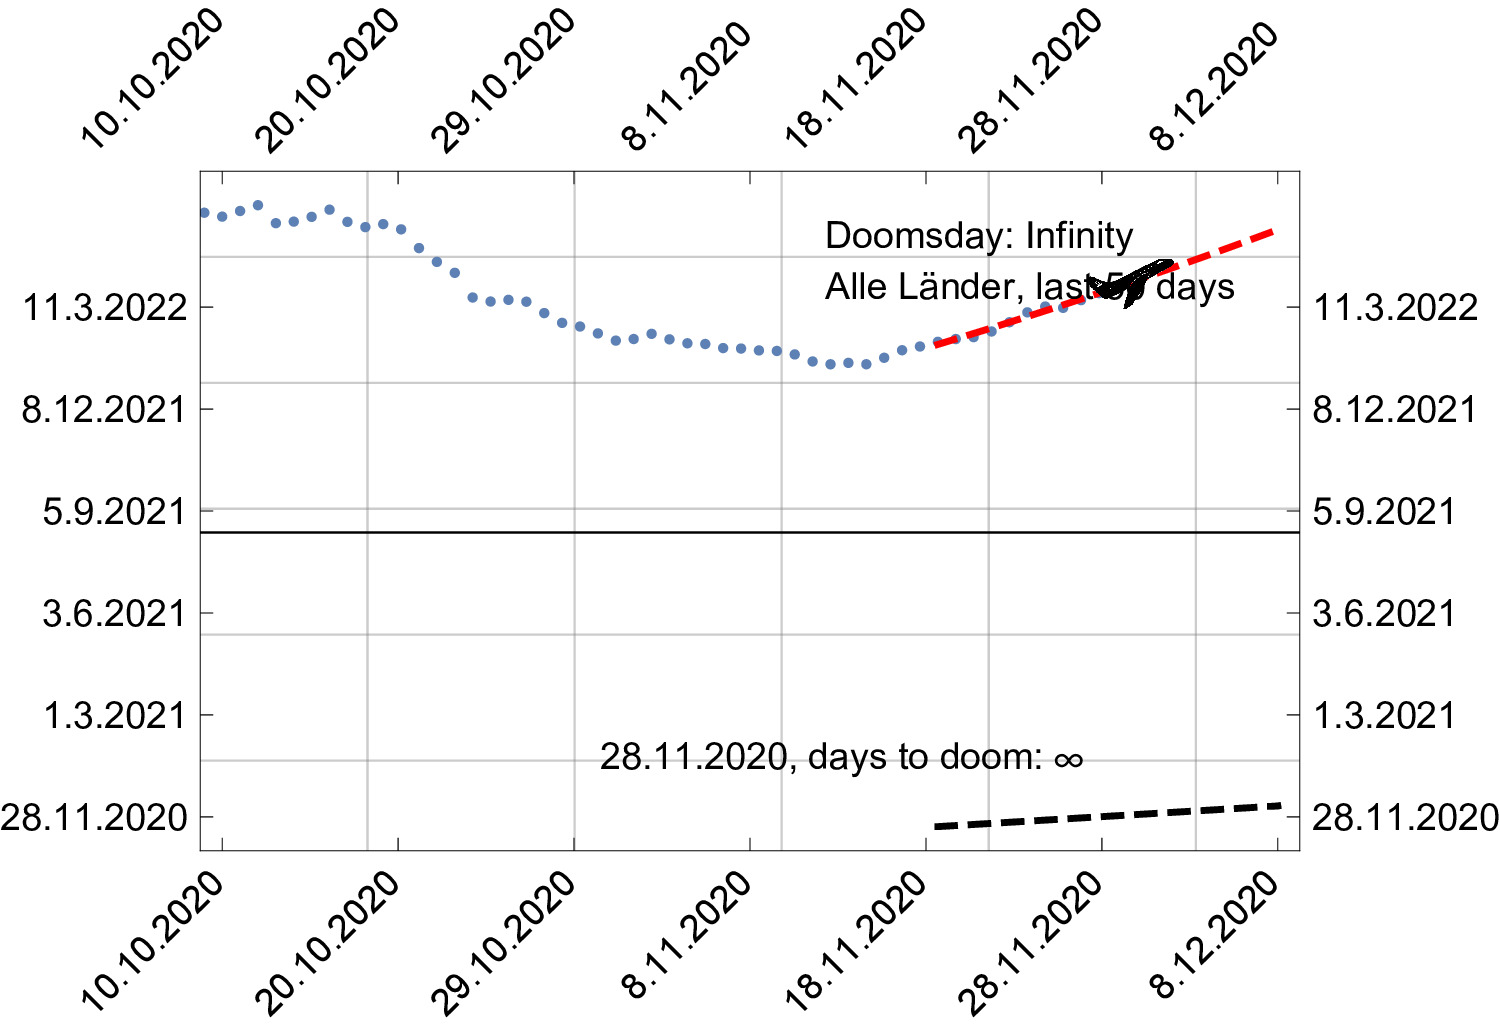 10.10.2020 20.10.2020 29.10.2020 8.11.2020 18.11.2020 28.11.2020 8.12.2020
Doomsday: Infinity
Alle Länder, last days
11.3.2022 11.3.2022
8.12.2021 8.12.2021
5.9.2021 5.9.2021
3.6.2021 3.6.2021
1.3.2021 1.3.2021
28.11.2020, days to doom: ∞
28.11.2020 28.11.2020
10.10.2020 20.10.2020 29.10.2020 8.11.2020 18.11.2020 28.11.2020 8.12.2020